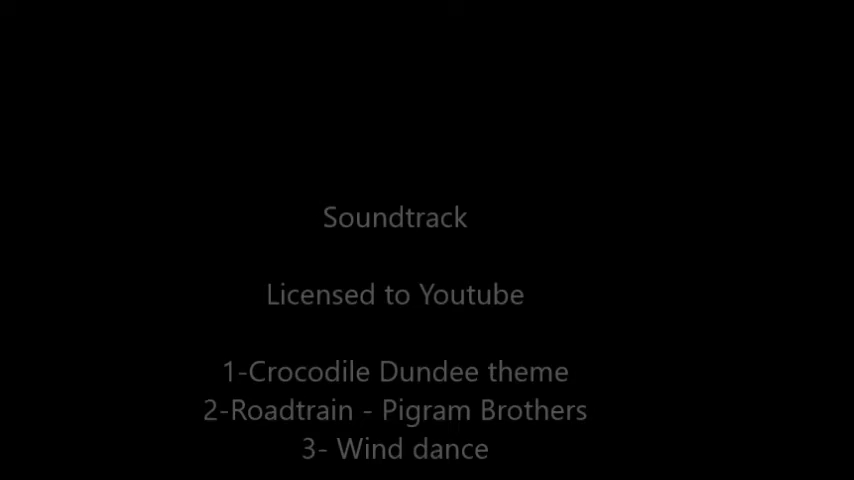 Soundtrack
Licensed to Youtube
1-Crocodile Dundee theme
2-Roadtrain - Pigram Brothers
3- Wind dance